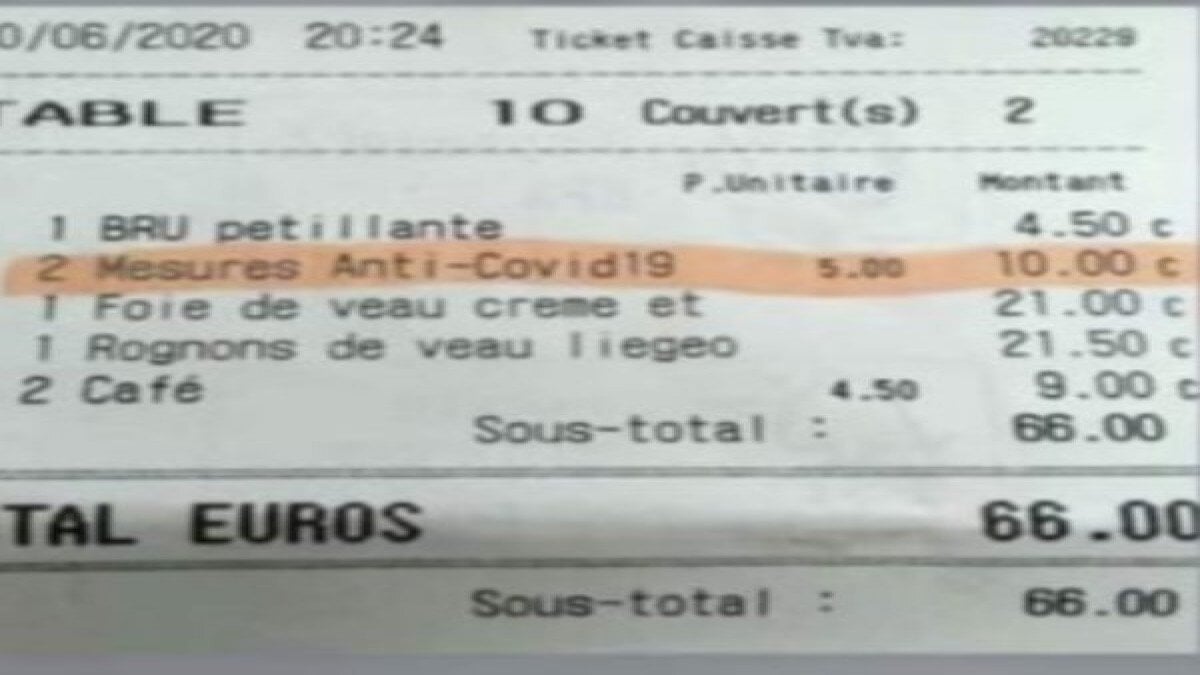 0/06/2020 20:24 Ticket Caisse Tva: 20229
TABLE 10 Couvert(s) 2
P.Unitaire Montant
1 BRU petillante 4.50 c
2 Mesures Anti-Covid19 5.00 10.00 c
1 Foie de veau creme et 21.00 c
1 Rognons de veau liegeo 21.50 c
2 Café 4.50 9.00 c
Sous-total : 66.00
TAL EUROS 66.00
Sous-total : 66.00